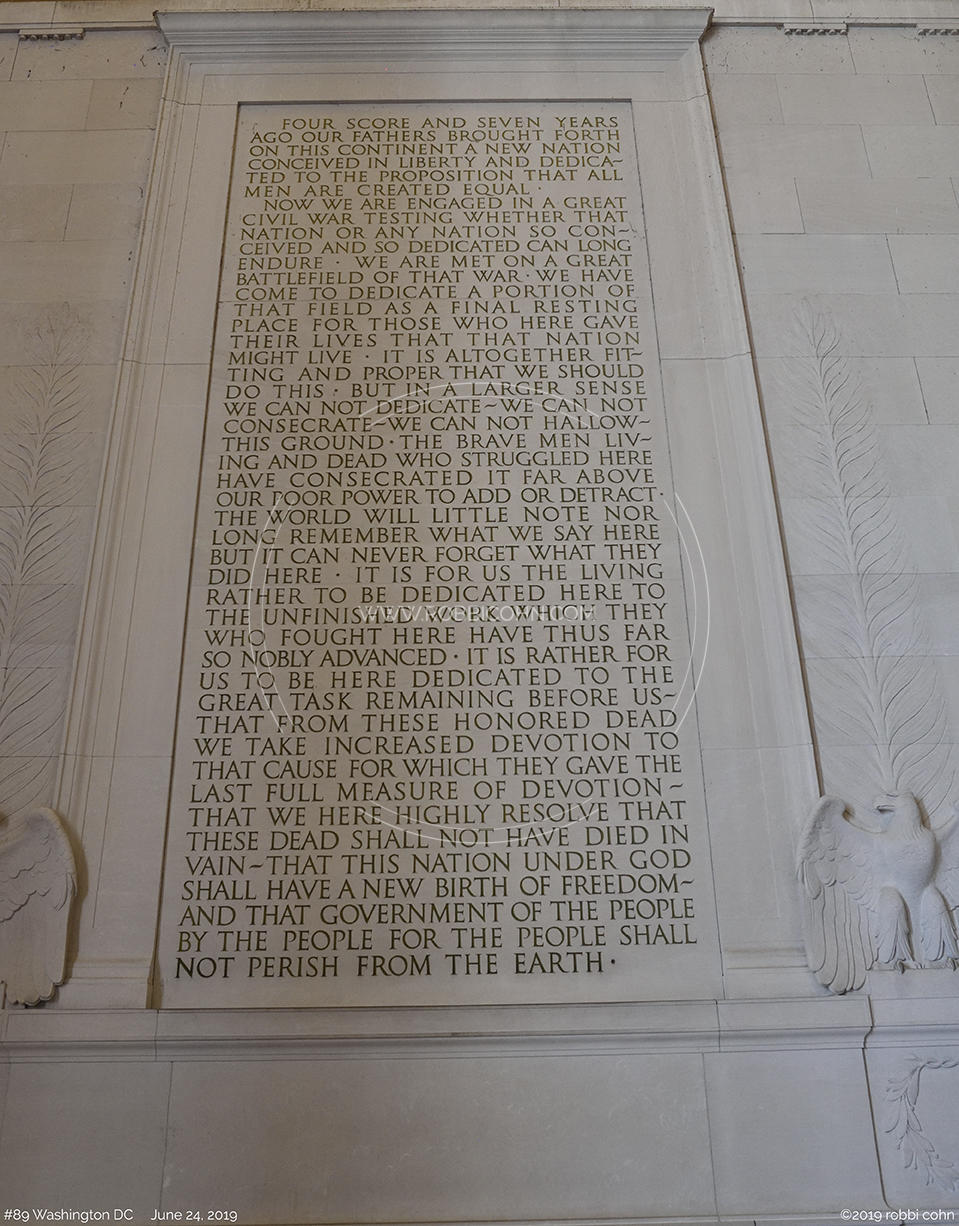 FOUR SCORE AND SEVEN YEARS
AGO OUR FATHERS BROUGHT FORTH
ON THIS CONTINENT A NEW NATION
CONCEIVED IN LIBERTY AND DEDICA~
TED TO THE PROPOSITION THAT ALL
MEN ARE CREATED EQUAL ·
NOW WE ARE ENGAGED IN A GREAT
CIVIL WAR TESTING WHETHER THAT
NATION OR ANY NATION SO CON~
CEIVED AND SO DEDICATED CAN LONG
ENDURE · WE ARE MET ON A GREAT
BATTLEFIELD OF THAT WAR · WE HAVE
COME TO DEDICATE A PORTION OF
THAT FIELD AS A FINAL RESTING
PLACE FOR THOSE WHO HERE GAVE
THEIR LIVES THAT THAT NATION
MIGHT LIVE · IT IS ALTOGETHER FIT~
TING AND PROPER THAT WE SHOULD
DO THIS · BUT IN A LARGER SENSE
WE CAN NOT DEDICATE~WE CAN NOT
CONSECRATE~WE CAN NOT HALLOW~
THIS GROUND · THE BRAVE MEN LIV~
ING AND DEAD WHO STRUGGLED HERE
HAVE CONSECRATED IT FAR ABOVE
OUR POOR POWER TO ADD OR DETRACT ·
THE WORLD WILL LITTLE NOTE NOR
LONG REMEMBER WHAT WE SAY HERE
BUT IT CAN NEVER FORGET WHAT THEY
DID HERE · IT IS FOR US THE LIVING
RATHER TO BE DEDICATED HERE TO
THE UNFINISHED WORK WHICH THEY
WHO FOUGHT HERE HAVE THUS FAR
SO NOBLY ADVANCED · IT IS RATHER FOR
US TO BE HERE DEDICATED TO THE
GREAT TASK REMAINING BEFORE US~
THAT FROM THESE HONORED DEAD
WE TAKE INCREASED DEVOTION TO
THAT CAUSE FOR WHICH THEY GAVE THE
LAST FULL MEASURE OF DEVOTION~
THAT WE HERE HIGHLY RESOLVE THAT
THESE DEAD SHALL NOT HAVE DIED IN
VAIN~THAT THIS NATION UNDER GOD
SHALL HAVE A NEW BIRTH OF FREEDOM~
AND THAT GOVERNMENT OF THE PEOPLE
BY THE PEOPLE FOR THE PEOPLE SHALL
NOT PERISH FROM THE EARTH ·
#89 Washington DC June 24, 2019
©2019 robbi cohn